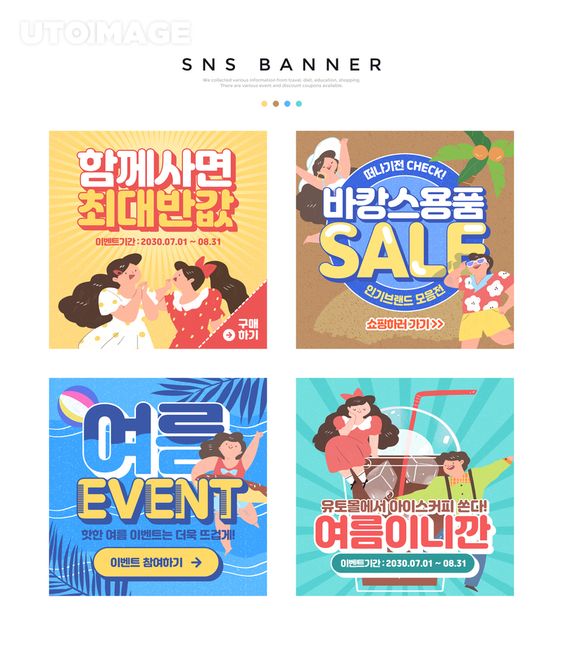 UTOIMAGE
SNS BANNER
We collected various information from travel, diet, education, shopping.
There are various event and discount coupons available.
함께사면
최대반값
이벤트기간 : 2030.07.01 ~ 08.31
구매
하기
떠나기전 CHECK!
바캉스용품
SALE
인기브랜드 모음전
쇼핑하러 가기 >>
여름
EVENT
핫한 여름 이벤트는 더욱 뜨겁게!
이벤트 참여하기 →
유토몰에서 아이스커피 쏜다!
여름이니깐
이벤트기간 : 2030.07.01 ~ 08.31